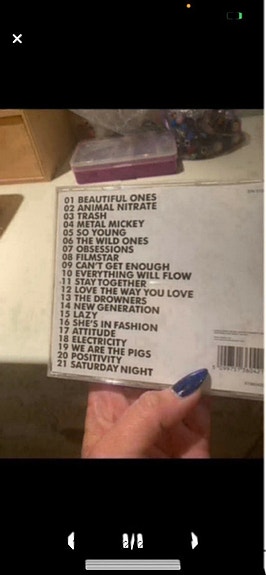 01 BEAUTIFUL ONES
02 ANIMAL NITRATE
03 TRASH
04 METAL MICKEY
05 SO YOUNG
06 THE WILD ONES
07 OBSESSIONS
08 FILMSTAR
09 CAN'T GET ENOUGH
10 EVERYTHING WILL FLOW
11 STAY TOGETHER
12 LOVE THE WAY YOU LOVE
13 THE DROWNERS
14 NEW GENERATION
15 LAZY
16 SHE'S IN FASHION
17 ATTITUDE
18 ELECTRICITY
19 WE ARE THE PIGS
20 POSITIVITY
21 SATURDAY NIGHT
2/2